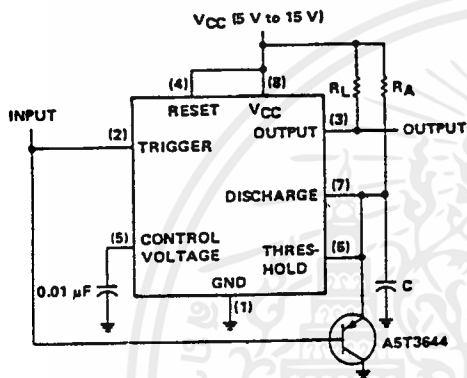 VCC (5 V to 15 V)
(4) (8)
RESET VCC
RL RA
INPUT
(2) TRIGGER
OUTPUT (3) OUTPUT
DISCHARGE (7)
(5) CONTROL VOLTAGE
THRES-
HOLD (6)
0.01 µF
GND
(1)
C
A5T3644